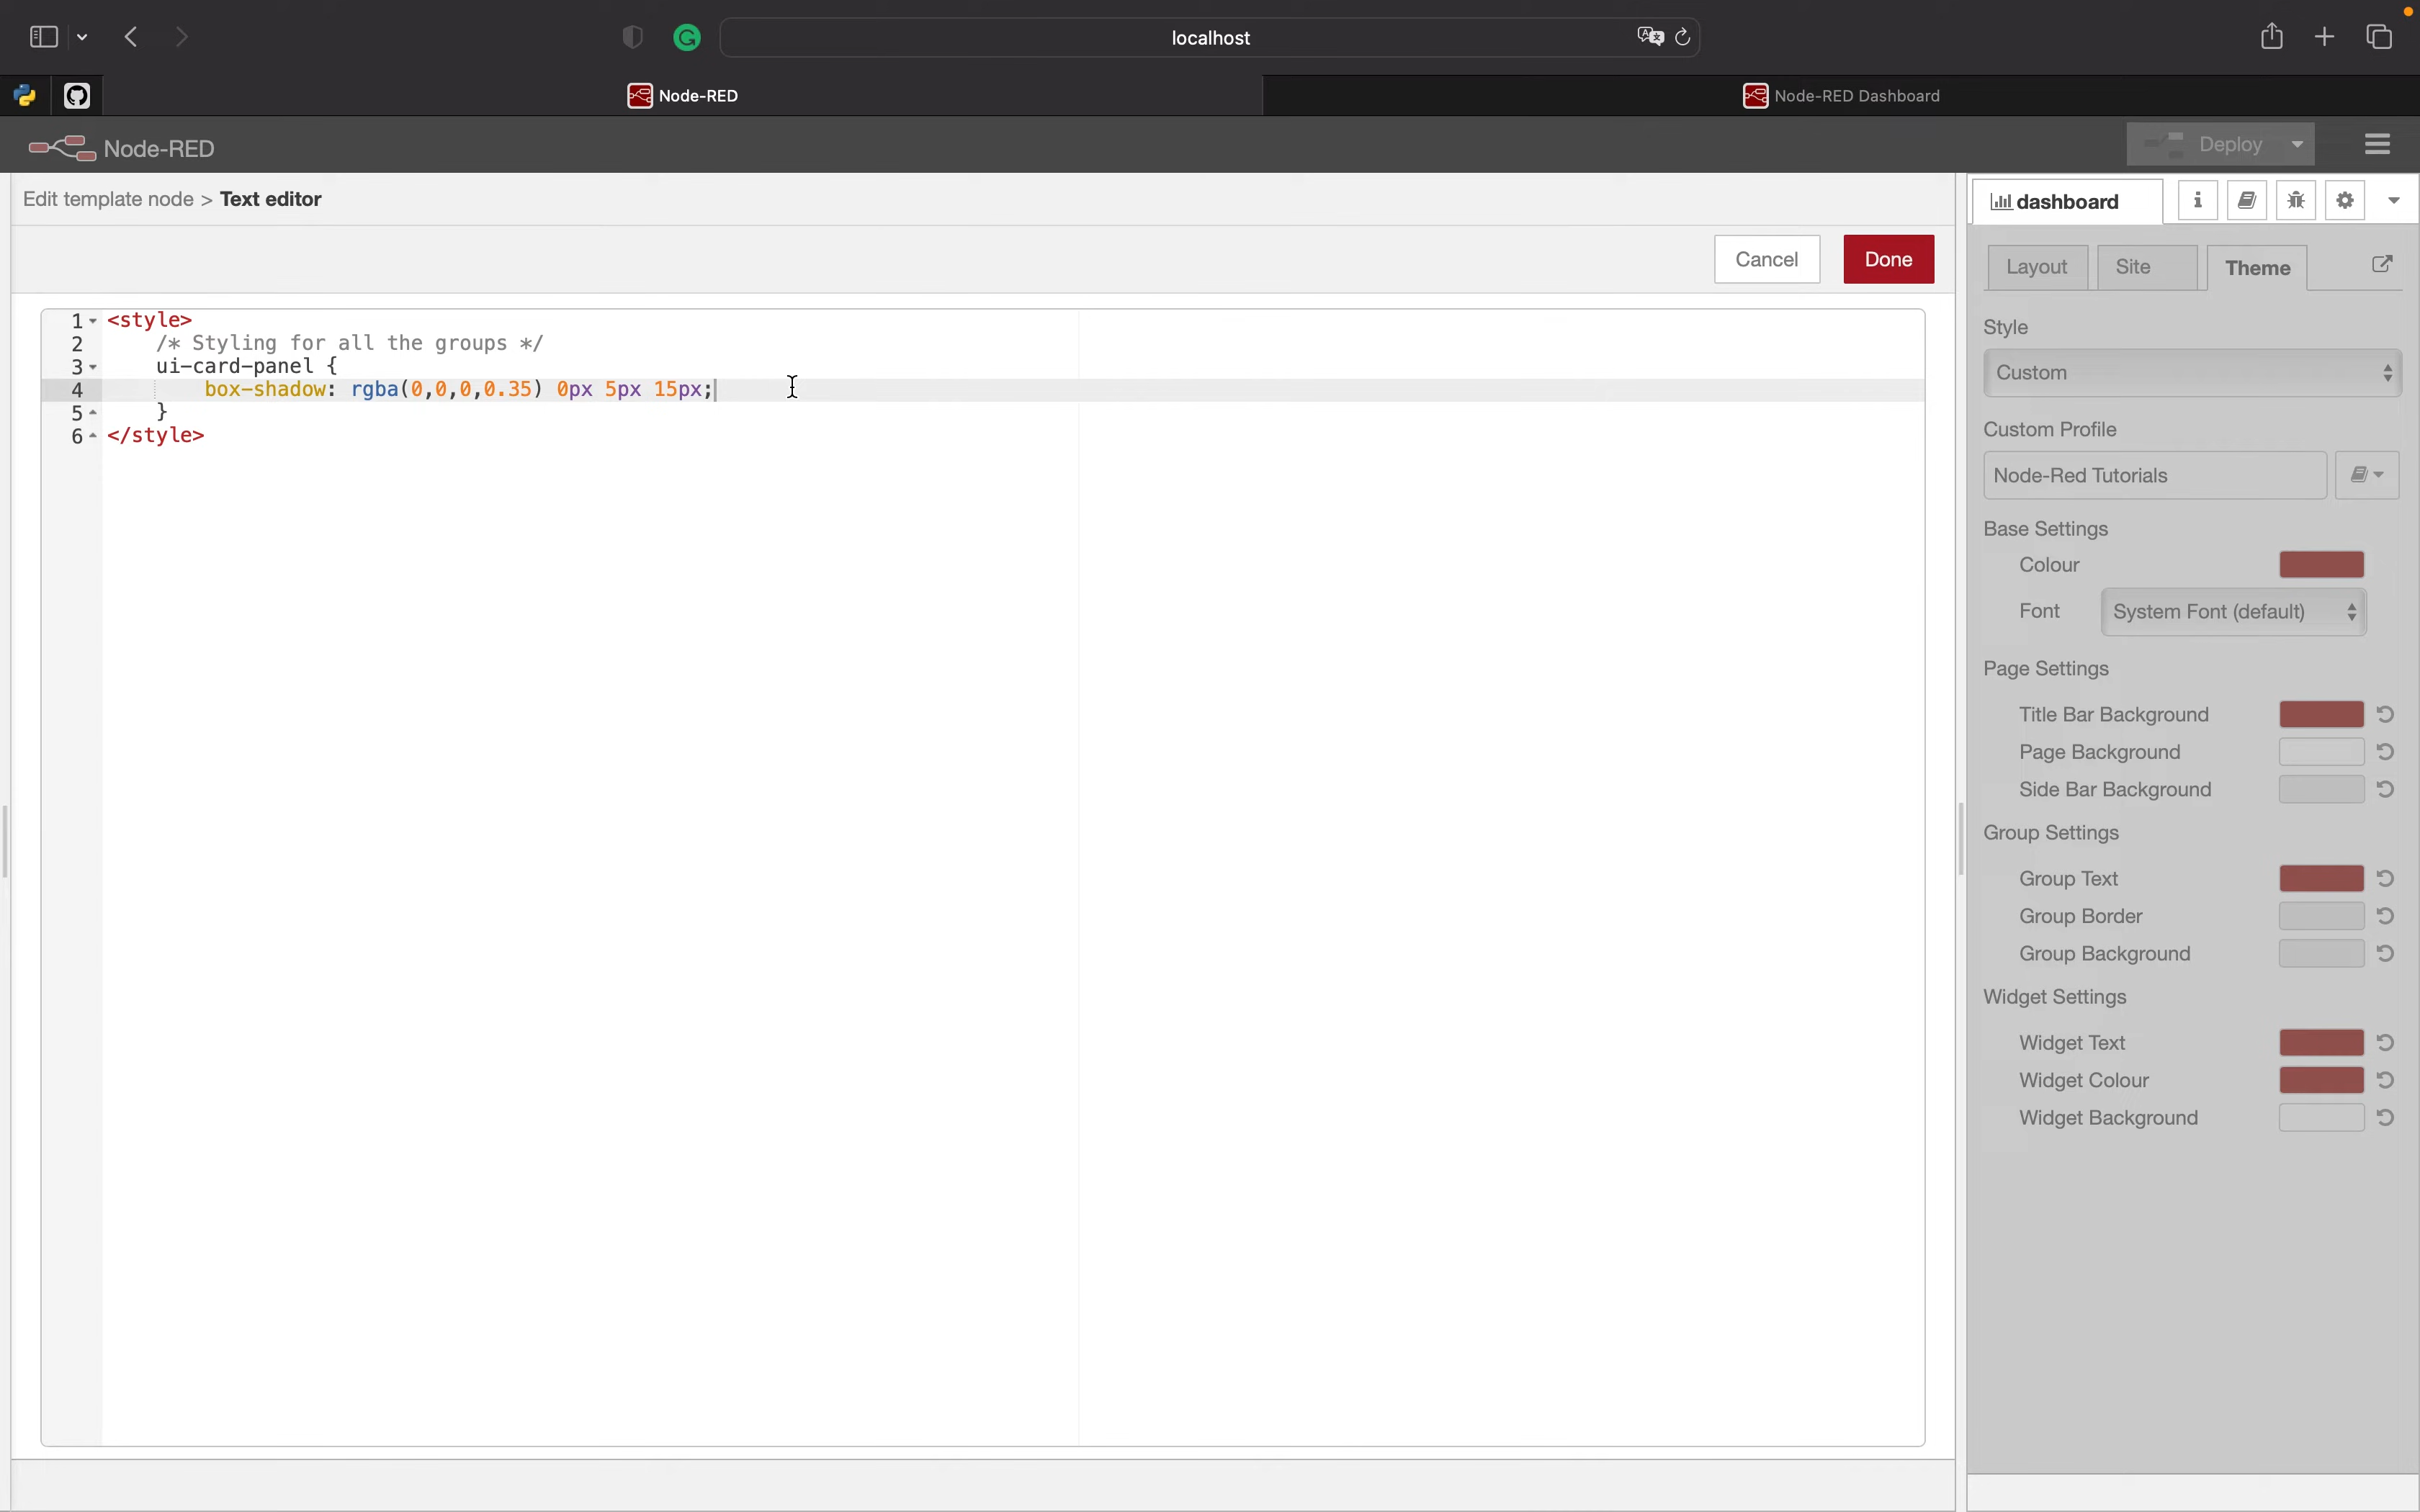 localhost
Node-RED
Node-RED Dashboard
Node-RED
Deploy
Edit template node > Text editor
dashboard
Cancel
Done
Layout
Site
Theme
1 <style>
2 /* Styling for all the groups */
3 ui-card-panel {
4 box-shadow: rgba(0,0,0,0.35) 0px 5px 15px;
5 }
6 </style>
Style
Custom
Custom Profile
Node-Red Tutorials
Base Settings
Colour
Font
System Font (default)
Page Settings
Title Bar Background
Page Background
Side Bar Background
Group Settings
Group Text
Group Border
Group Background
Widget Settings
Widget Text
Widget Colour
Widget Background